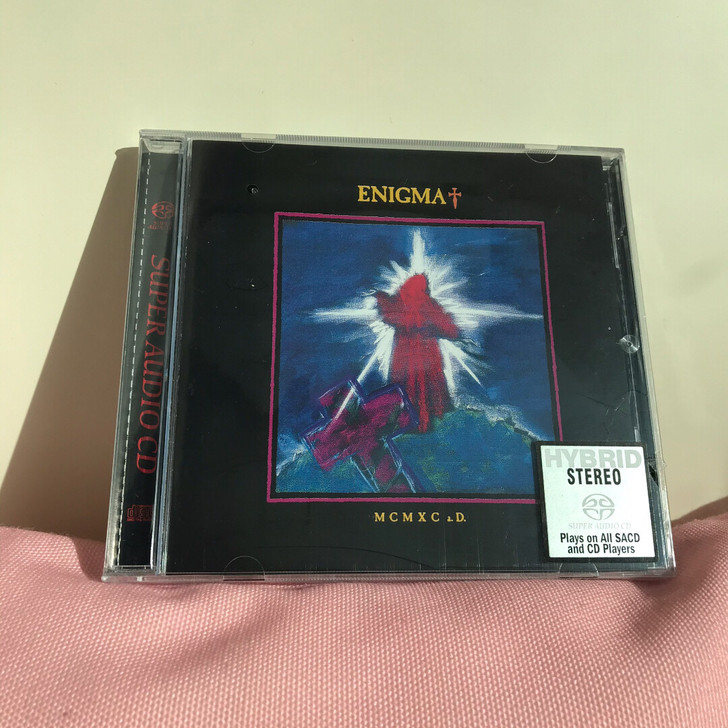 ENIGMA†
MCMXC a.D.
SUPER AUDIO CD
HYBRID
STEREO
SUPER AUDIO CD
Plays on All SACD
and CD Players